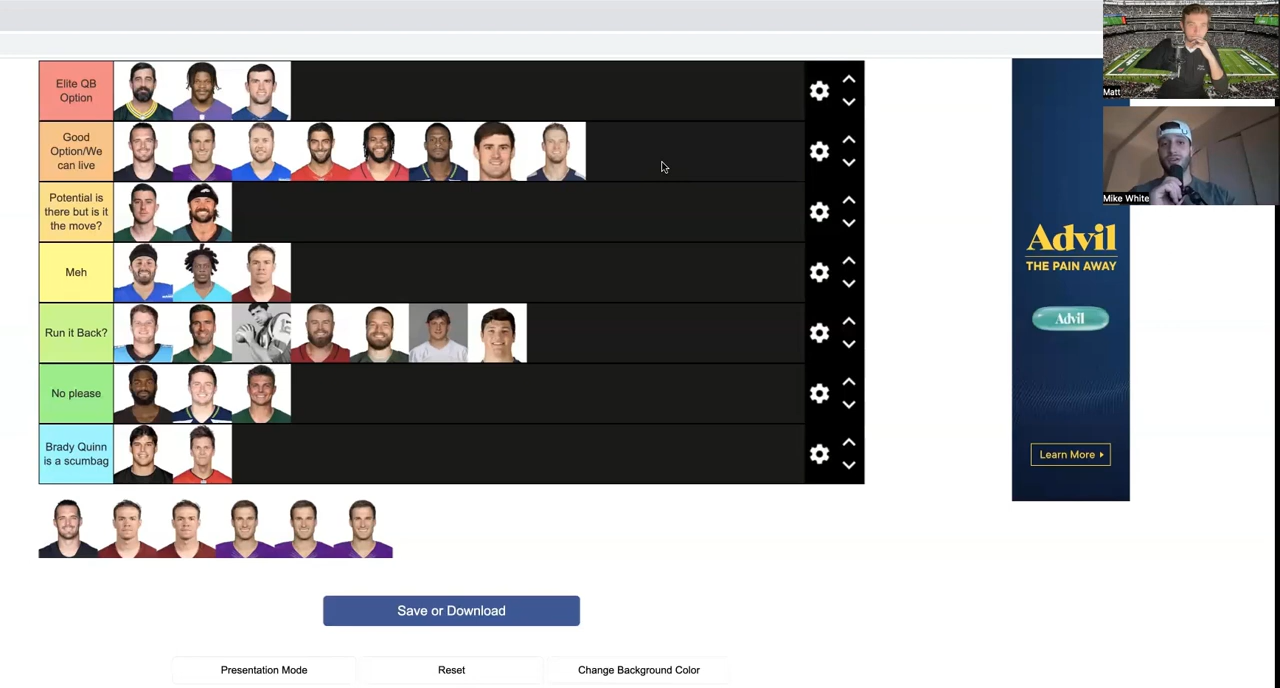 Matt
Elite QB
Option
Good
Option/We
can live
Mike White
Potential is
there but is it
the move?
Advil
THE PAIN AWAY
Meh
Advil
Run it Back?
No please
Brady Quinn
is a scumbag
Learn More
Save or Download
Presentation Mode
Reset
Change Background Color